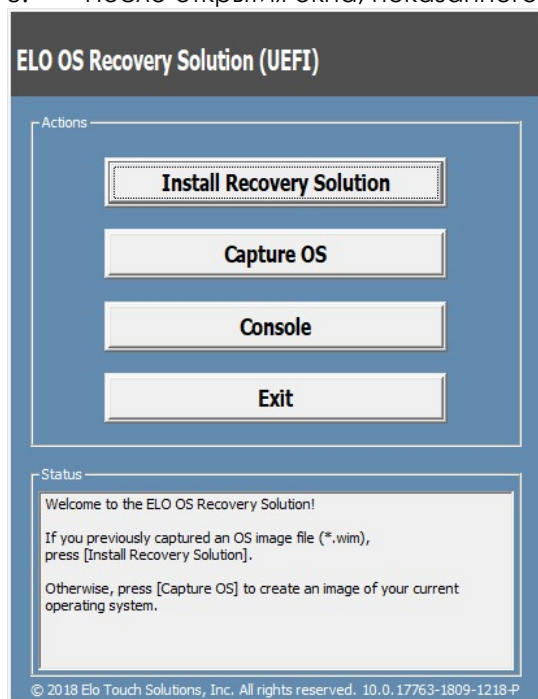 После открытия окна, показанного
ELO OS Recovery Solution (UEFI)
Actions
Install Recovery Solution
Capture OS
Console
Exit
Status
Welcome to the ELO OS Recovery Solution!
If you previously captured an OS image file (*.wim),
press [Install Recovery Solution].
Otherwise, press [Capture OS] to create an image of your current
operating system.
© 2018 Elo Touch Solutions, Inc. All rights reserved. 10.0.17763-1809-1218-P